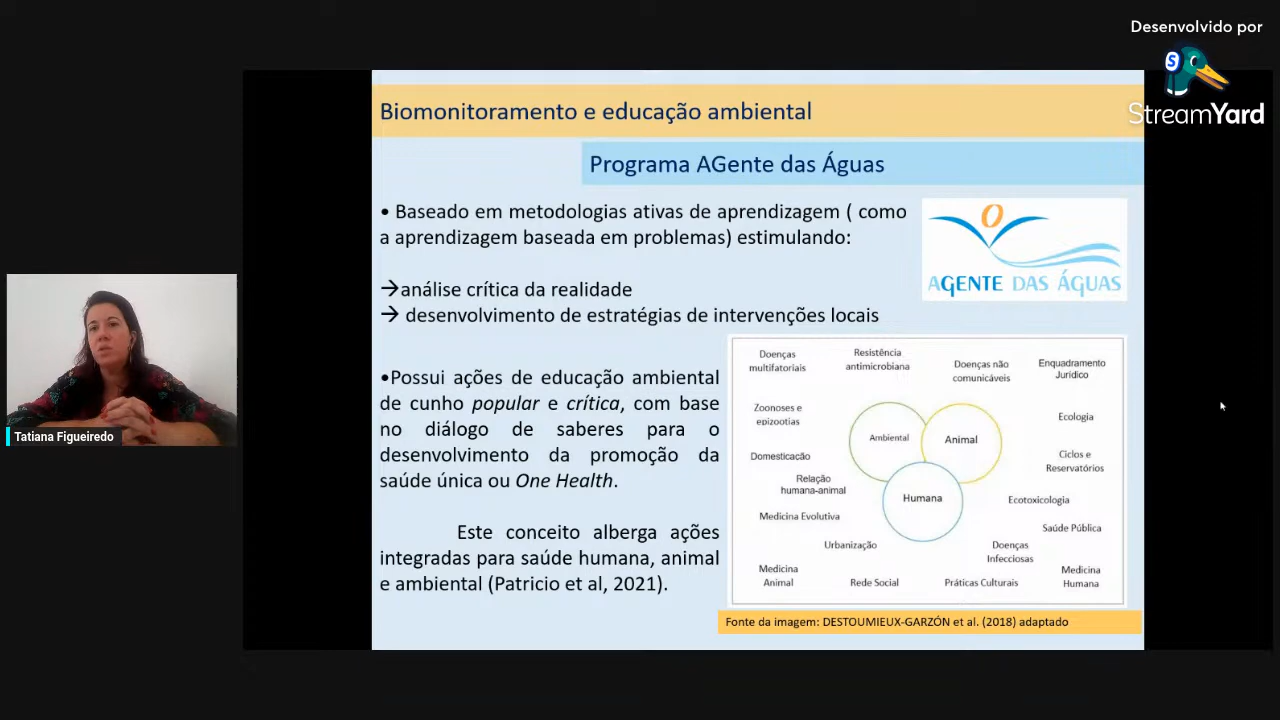 Desenvolvido por
StreamYard
Biomonitoramento e educação ambiental
Programa AGente das Águas
• Baseado em metodologias ativas de aprendizagem ( como
a aprendizagem baseada em problemas) estimulando:
→análise crítica da realidade
→ desenvolvimento de estratégias de intervenções locais
AGENTE DAS ÁGUAS
•Possui ações de educação ambiental
de cunho popular e crítica, com base
no diálogo de saberes para o
desenvolvimento da promoção da
saúde única ou One Health.
Este conceito alberga ações
integradas para saúde humana, animal
e ambiental (Patricio et al, 2021).
Doenças
multifatoriais
Resistência
antimicrobiana
Doenças não
comunicáveis
Enquadramento
Jurídico
Zoonoses e
epizootias
Ecologia
Ambiental
Animal
Humana
Domesticação
Ciclos e
Reservatórios
Relação
humana-animal
Ecotoxicologia
Medicina Evolutiva
Saúde Pública
Urbanização
Doenças
Infecciosas
Medicina
Animal
Rede Social
Práticas Culturais
Medicina
Humana
Fonte da imagem: DESTOUMIEUX-GARZÓN et al. (2018) adaptado
Tatiana Figueiredo